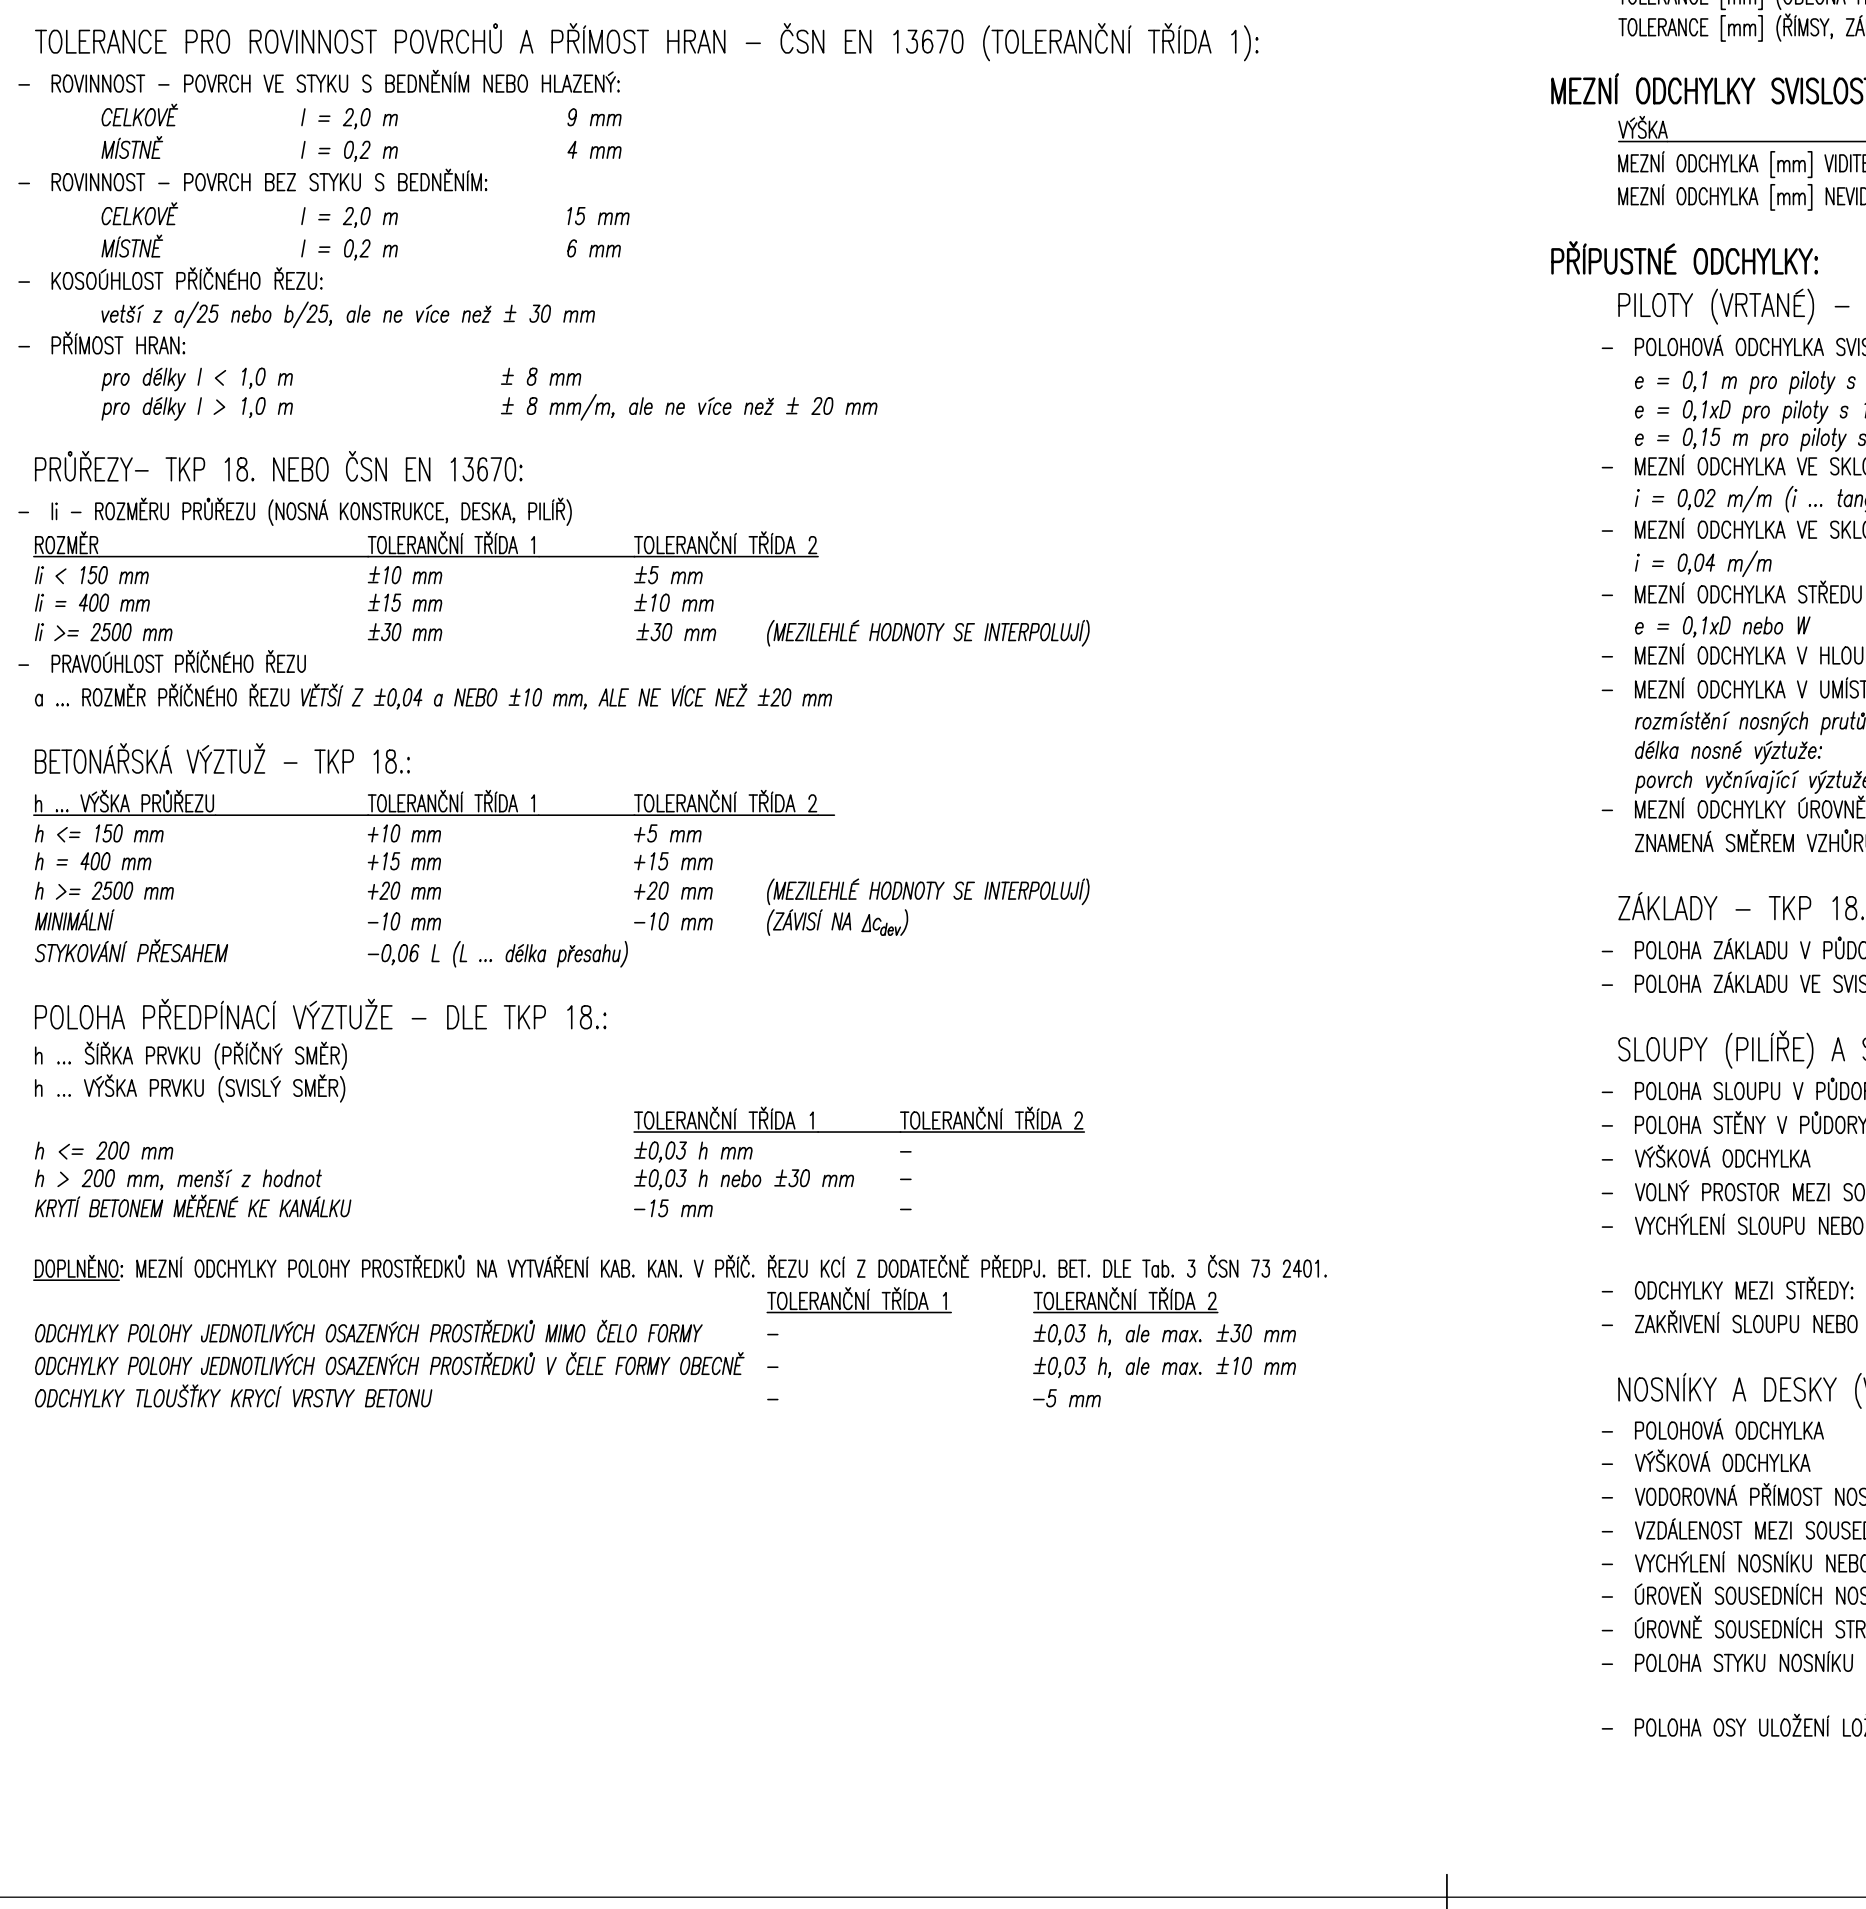 TOLERANCE PRO ROVINNOST POVRCHŮ A PŘÍMOST HRAN – ČSN EN 13670 (TOLERANČNÍ TŘÍDA 1):
– ROVINNOST – POVRCH VE STYKU S BEDNĚNÍM NEBO HLAZENÝ:
CELKOVĚ l = 2,0 m 9 mm
MÍSTNĚ l = 0,2 m 4 mm
– ROVINNOST – POVRCH BEZ STYKU S BEDNĚNÍM:
CELKOVĚ l = 2,0 m 15 mm
MÍSTNĚ l = 0,2 m 6 mm
– KOSOÚHLOST PŘÍČNÉHO ŘEZU:
vetší z a/25 nebo b/25, ale ne více než ± 30 mm
– PŘÍMOST HRAN:
pro délky l < 1,0 m ± 8 mm
pro délky l > 1,0 m ± 8 mm/m, ale ne více než ± 20 mm
PRŮŘEZY– TKP 18. NEBO ČSN EN 13670:
– li – ROZMĚRU PRŮŘEZU (NOSNÁ KONSTRUKCE, DESKA, PILÍŘ)
ROZMĚR TOLERANČNÍ TŘÍDA 1 TOLERANČNÍ TŘÍDA 2
li < 150 mm ±10 mm ±5 mm
li = 400 mm ±15 mm ±10 mm
li >= 2500 mm ±30 mm ±30 mm (MEZILEHLÉ HODNOTY SE INTERPOLUJÍ)
– PRAVOÚHLOST PŘÍČNÉHO ŘEZU
a ... ROZMĚR PŘÍČNÉHO ŘEZU VĚTŠÍ Z ±0,04 a NEBO ±10 mm, ALE NE VÍCE NEŽ ±20 mm
BETONÁŘSKÁ VÝZTUŽ – TKP 18.:
h ... VÝŠKA PRŮŘEZU TOLERANČNÍ TŘÍDA 1 TOLERANČNÍ TŘÍDA 2
h <= 150 mm +10 mm +5 mm
h = 400 mm +15 mm +15 mm
h >= 2500 mm +20 mm +20 mm (MEZILEHLÉ HODNOTY SE INTERPOLUJÍ)
MINIMÁLNÍ –10 mm –10 mm (ZÁVISÍ NA Δcdev)
STYKOVÁNÍ PŘESAHEM –0,06 L (L ... délka přesahu)
POLOHA PŘEDPÍNACÍ VÝZTUŽE – DLE TKP 18.:
h ... ŠÍŘKA PRVKU (PŘÍČNÝ SMĚR)
h ... VÝŠKA PRVKU (SVISLÝ SMĚR)
TOLERANČNÍ TŘÍDA 1 TOLERANČNÍ TŘÍDA 2
h <= 200 mm ±0,03 h mm –
h > 200 mm, menší z hodnot ±0,03 h nebo ±30 mm –
KRYTÍ BETONEM MĚŘENÉ KE KANÁLKU –15 mm –
DOPLNĚNO: MEZNÍ ODCHYLKY POLOHY PROSTŘEDKŮ NA VYTVÁŘENÍ KAB. KAN. V PŘÍČ. ŘEZU KCÍ Z DODATEČNĚ PŘEDPJ. BET. DLE Tab. 3 ČSN 73 2401.
TOLERANČNÍ TŘÍDA 1 TOLERANČNÍ TŘÍDA 2
ODCHYLKY POLOHY JEDNOTLIVÝCH OSAZENÝCH PROSTŘEDKŮ MIMO ČELO FORMY – ±0,03 h, ale max. ±30 mm
ODCHYLKY POLOHY JEDNOTLIVÝCH OSAZENÝCH PROSTŘEDKŮ V ČELE FORMY OBECNĚ – ±0,03 h, ale max. ±10 mm
ODCHYLKY TLOUŠŤKY KRYCÍ VRSTVY BETONU – –5 mm
TOLERANCE [mm] (ŘÍMSY, ZÁ
MEZNÍ ODCHYLKY SVISLOST
VÝŠKA
MEZNÍ ODCHYLKA [mm] VIDITE
MEZNÍ ODCHYLKA [mm] NEVID
PŘÍPUSTNÉ ODCHYLKY:
PILOTY (VRTANÉ) –
– POLOHOVÁ ODCHYLKA SVIS
e = 0,1 m pro piloty s
e = 0,1xD pro piloty s
e = 0,15 m pro piloty s
– MEZNÍ ODCHYLKA VE SKLO
i = 0,02 m/m (i ... tang
– MEZNÍ ODCHYLKA VE SKLO
i = 0,04 m/m
– MEZNÍ ODCHYLKA STŘEDU
e = 0,1xD nebo W
– MEZNÍ ODCHYLKA V HLOU
– MEZNÍ ODCHYLKA V UMÍST
rozmístění nosných prutů
délka nosné výztuže:
povrch vyčnívající výztuže
– MEZNÍ ODCHYLKY ÚROVNĚ
ZNAMENÁ SMĚREM VZHŮRU
ZÁKLADY – TKP 18.
– POLOHA ZÁKLADU V PŮDO
– POLOHA ZÁKLADU VE SVIS
SLOUPY (PILÍŘE) A S
– POLOHA SLOUPU V PŮDOR
– POLOHA STĚNY V PŮDORY
– VÝŠKOVÁ ODCHYLKA
– VOLNÝ PROSTOR MEZI SO
– VYCHÝLENÍ SLOUPU NEBO
– ODCHYLKY MEZI STŘEDY:
– ZAKŘIVENÍ SLOUPU NEBO
NOSNÍKY A DESKY (V
– POLOHOVÁ ODCHYLKA
– VÝŠKOVÁ ODCHYLKA
– VODOROVNÁ PŘÍMOST NOS
– VZDÁLENOST MEZI SOUSED
– VYCHÝLENÍ NOSNÍKU NEBO
– ÚROVEŇ SOUSEDNÍCH NOS
– ÚROVNĚ SOUSEDNÍCH STR
– POLOHA STYKU NOSNÍKU
– POLOHA OSY ULOŽENÍ LOŽ